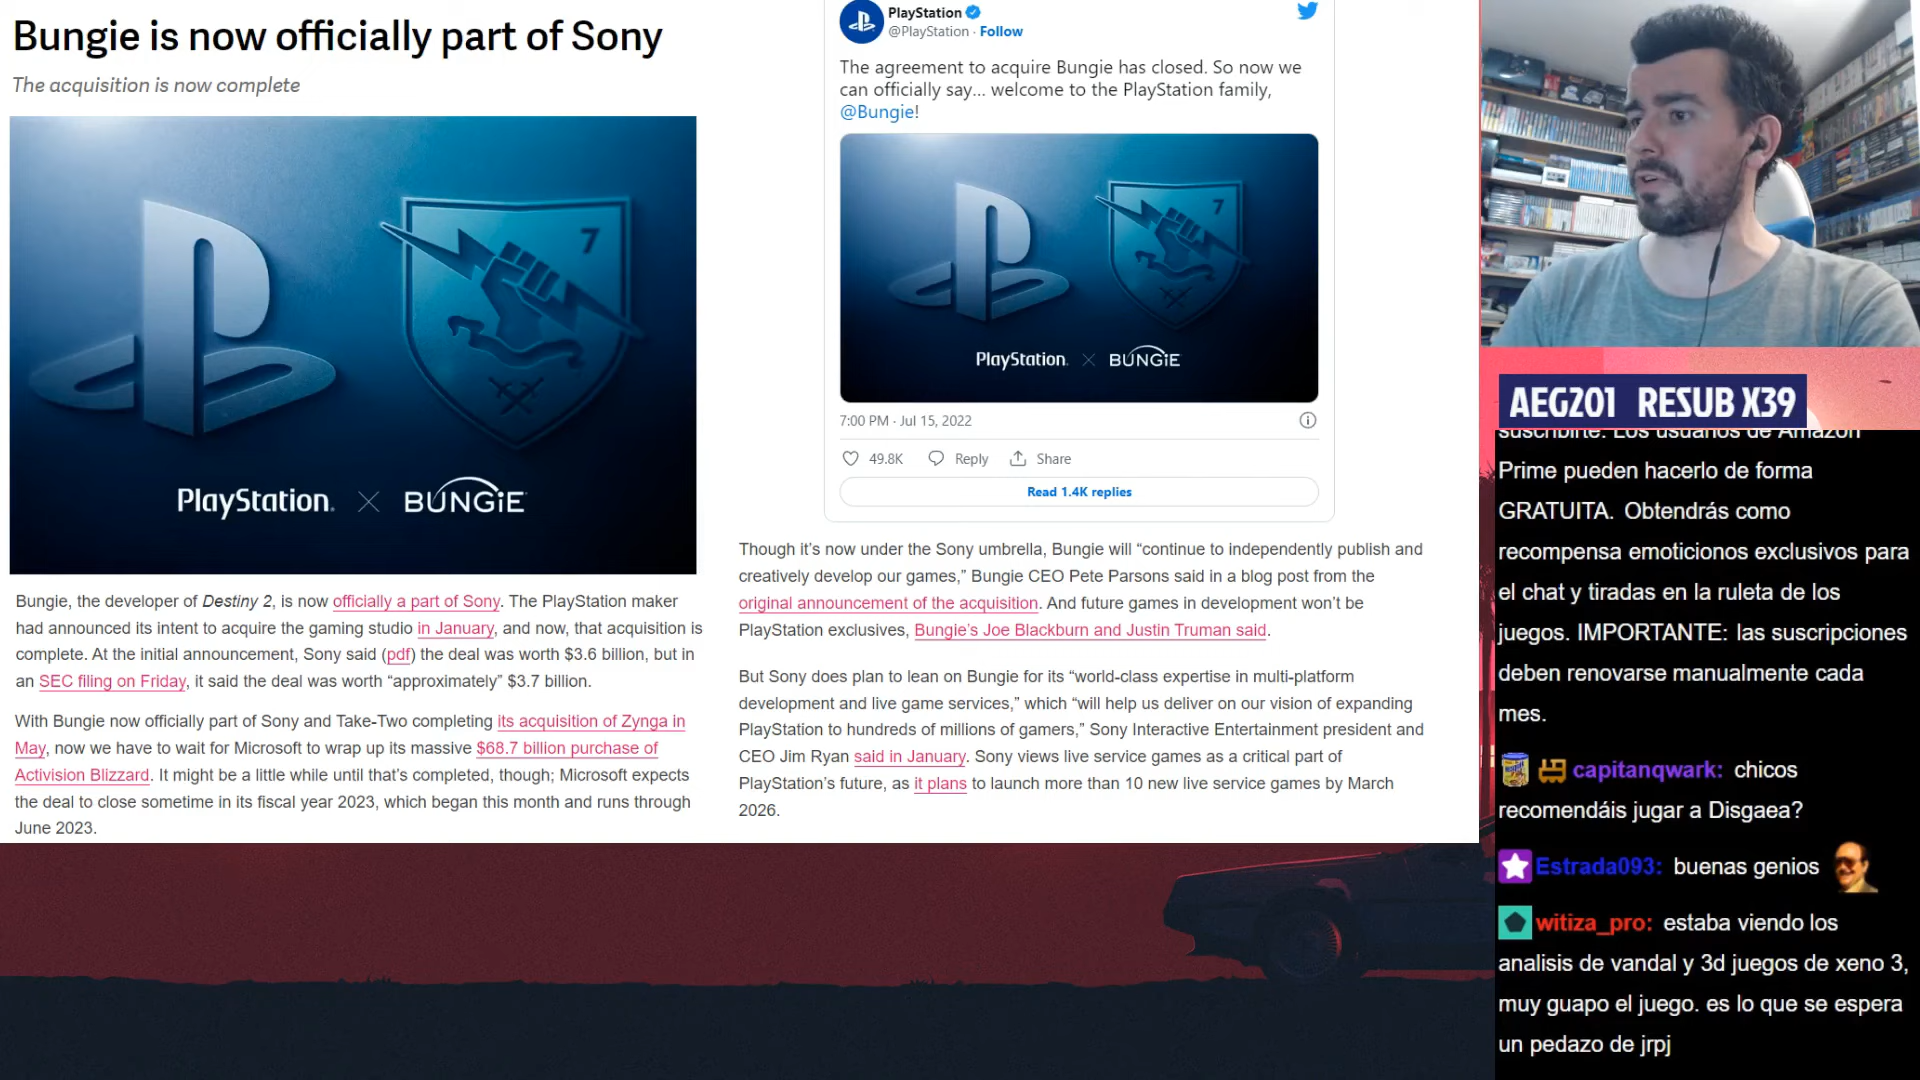 Bungie is now officially part of Sony
The acquisition is now complete
7
PlayStation. X BUNGiE
Bungie, the developer of Destiny 2, is now officially a part of Sony. The PlayStation maker
had announced its intent to acquire the gaming studio in January, and now, that acquisition is
complete. At the initial announcement, Sony said (pdf) the deal was worth $3.6 billion, but in
an SEC filing on Friday, it said the deal was worth “approximately” $3.7 billion.
With Bungie now officially part of Sony and Take-Two completing its acquisition of Zynga in
May, now we have to wait for Microsoft to wrap up its massive $68.7 billion purchase of
Activision Blizzard. It might be a little while until that’s completed, though; Microsoft expects
the deal to close sometime in its fiscal year 2023, which began this month and runs through
June 2023.
PlayStation
@PlayStation · Follow
The agreement to acquire Bungie has closed. So now we
can officially say... welcome to the PlayStation family,
@Bungie!
7
PlayStation. X BUNGiE
7:00 PM · Jul 15, 2022
49.8K Reply Share
Read 1.4K replies
Though it’s now under the Sony umbrella, Bungie will “continue to independently publish and
creatively develop our games,” Bungie CEO Pete Parsons said in a blog post from the
original announcement of the acquisition. And future games in development won’t be
PlayStation exclusives, Bungie’s Joe Blackburn and Justin Truman said.
But Sony does plan to lean on Bungie for its “world-class expertise in multi-platform
development and live game services,” which “will help us deliver on our vision of expanding
PlayStation to hundreds of millions of gamers,” Sony Interactive Entertainment president and
CEO Jim Ryan said in January. Sony views live service games as a critical part of
PlayStation’s future, as it plans to launch more than 10 new live service games by March
2026.
AEG201 RESUB X39
suscribirte. Los usuarios de Amazon
Prime pueden hacerlo de forma
GRATUITA. Obtendrás como
recompensa emoticionos exclusivos para
el chat y tiradas en la ruleta de los
juegos. IMPORTANTE: las suscripciones
deben renovarse manualmente cada
mes.
capitanqwark: chicos
recomendáis jugar a Disgaea?
Estrada093: buenas genios
witiza_pro: estaba viendo los
analisis de vandal y 3d juegos de xeno 3,
muy guapo el juego. es lo que se espera
un pedazo de jrpj